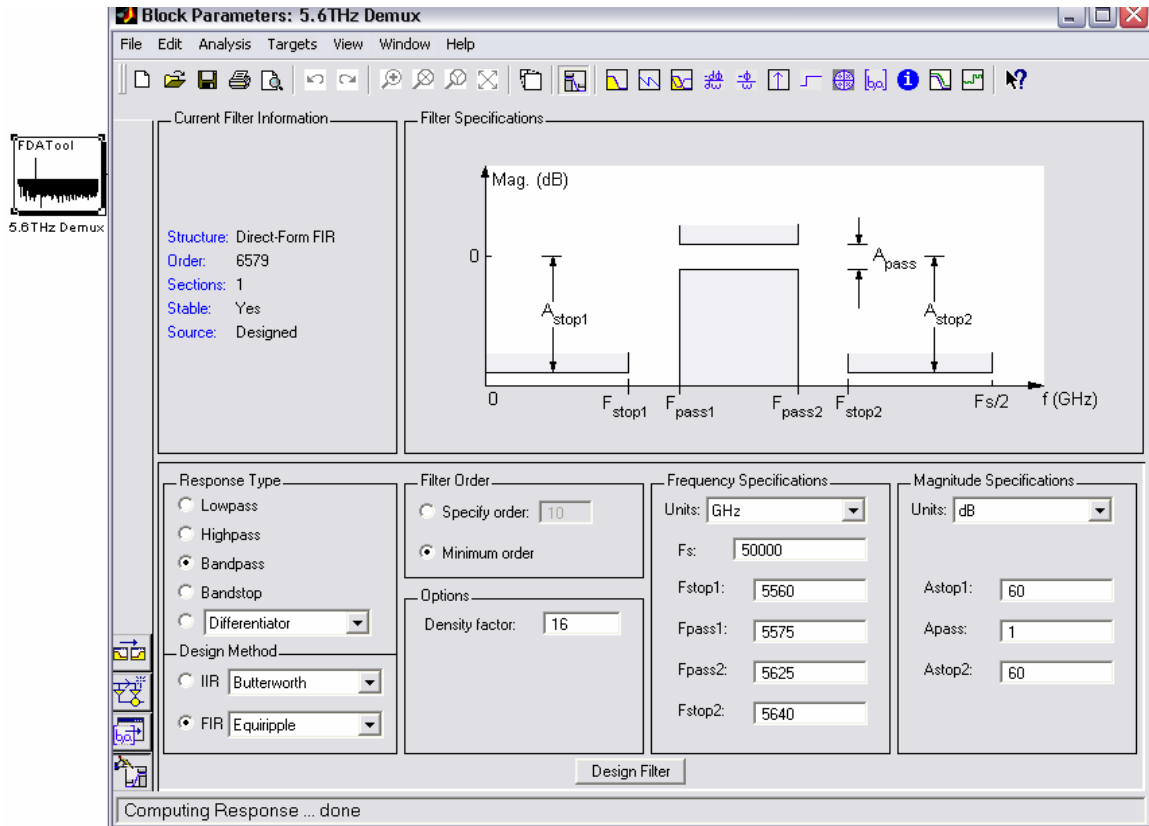 Block Parameters: 5.6THz Demux
File Edit Analysis Targets View Window Help
FDATool
5.6THz Demux
Current Filter Information
Structure: Direct-Form FIR
Order: 6579
Sections: 1
Stable: Yes
Source: Designed
Filter Specifications
Mag. (dB)
0
Astop1
Apass
Astop2
0
Fstop1
Fpass1
Fpass2
Fstop2
Fs/2
f (GHz)
Response Type
Lowpass
Highpass
Bandpass
Bandstop
Differentiator
Design Method
IIR Butterworth
FIR Equiripple
Filter Order
Specify order: 10
Minimum order
Options
Density factor: 16
Frequency Specifications
Units: GHz
Fs: 50000
Fstop1: 5560
Fpass1: 5575
Fpass2: 5625
Fstop2: 5640
Magnitude Specifications
Units: dB
Astop1: 60
Apass: 1
Astop2: 60
Design Filter
Computing Response ... done